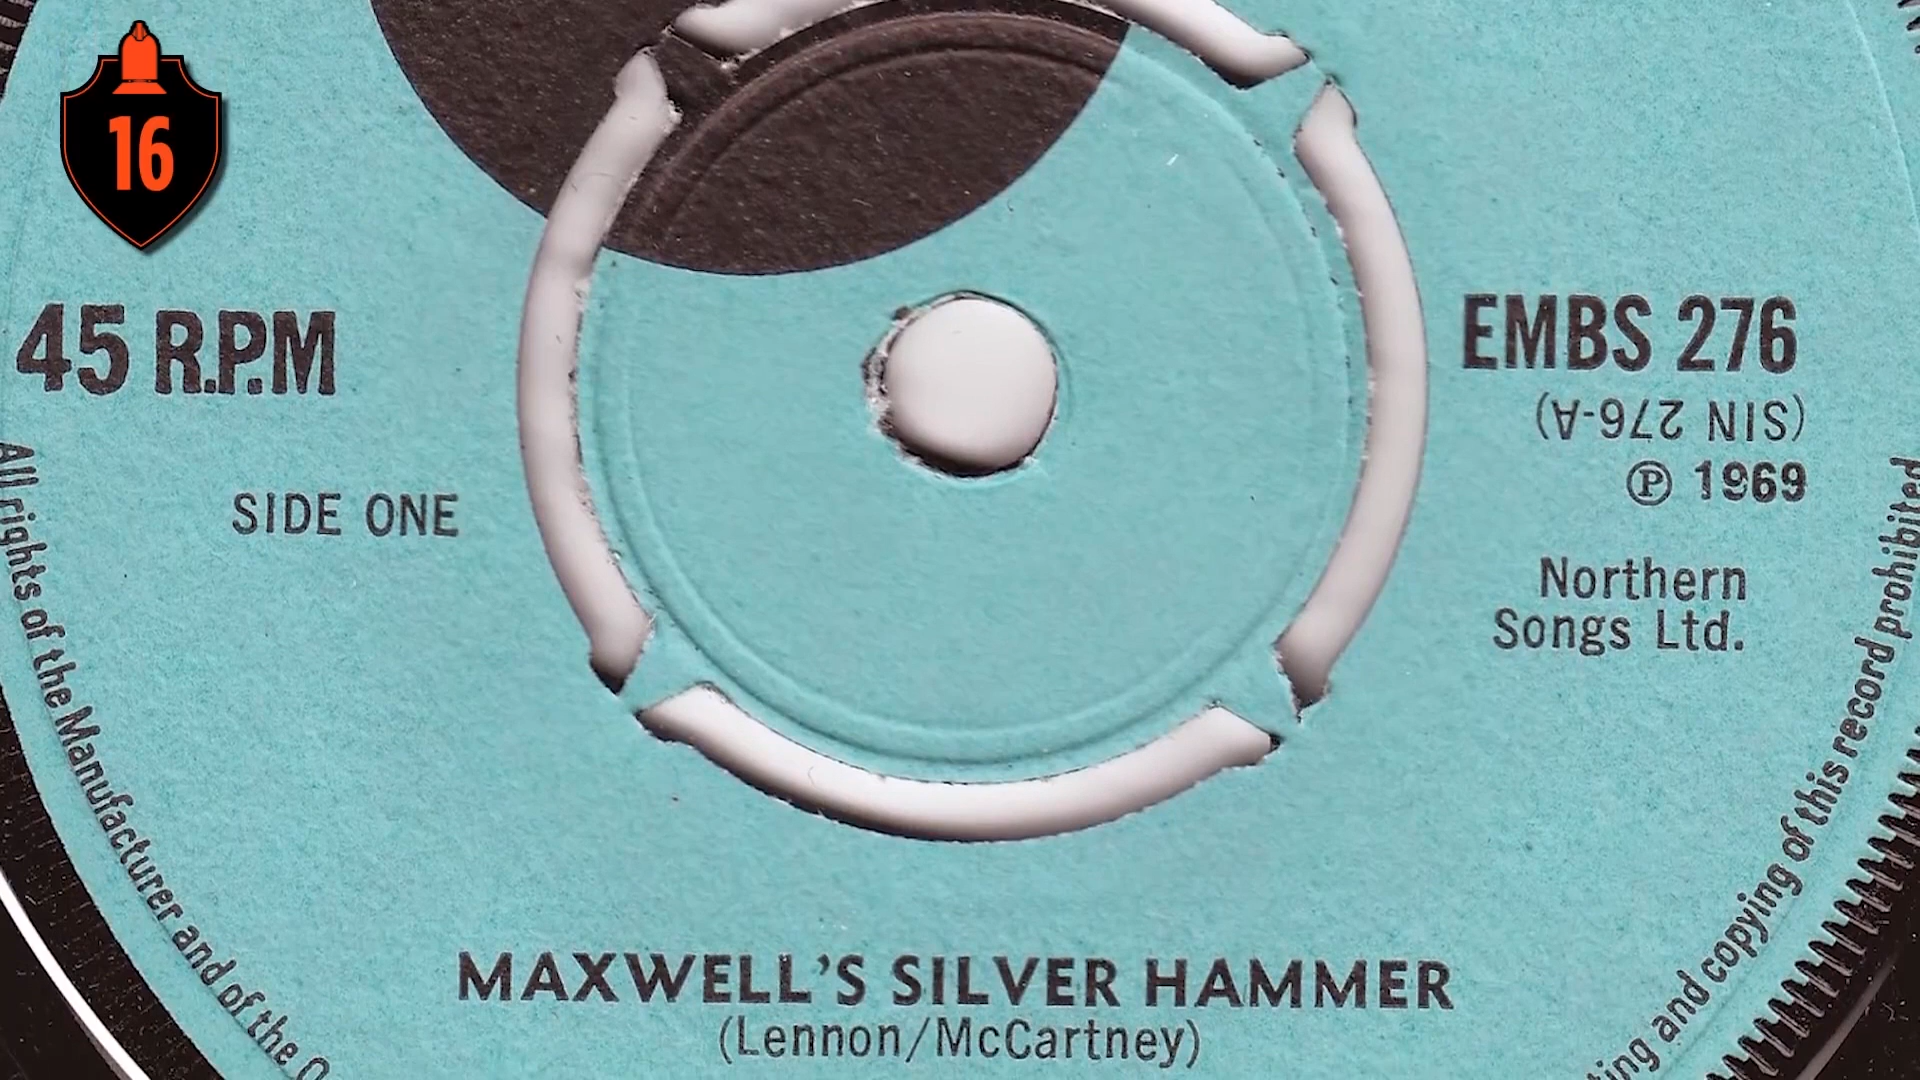 16
45 R.P.M
EMBS 276
(SIN 276-A)
℗ 1969
SIDE ONE
Northern
Songs Ltd.
MAXWELL'S SILVER HAMMER
(Lennon/McCartney)
All rights of the Manufacturer and of the
and copying of this record prohibited